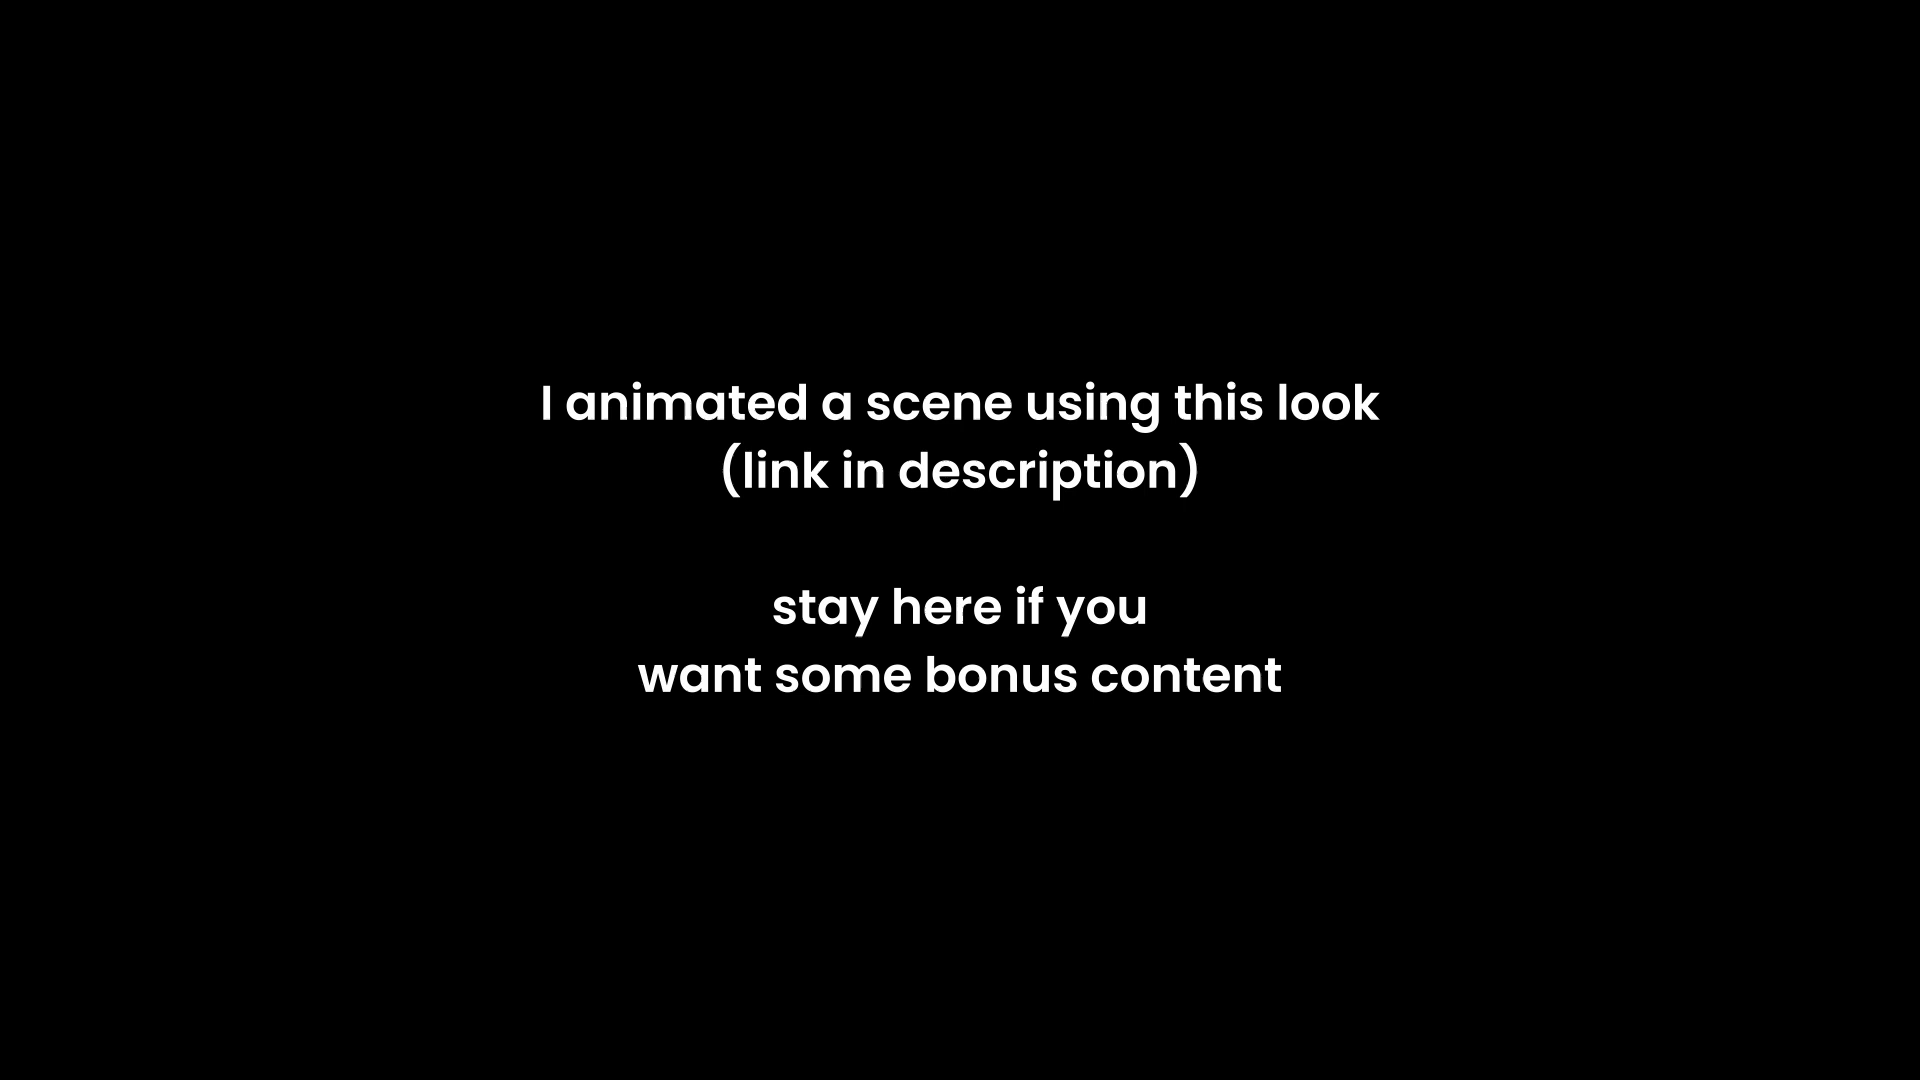 I animated a scene using this look
(link in description)
stay here if you
want some bonus content